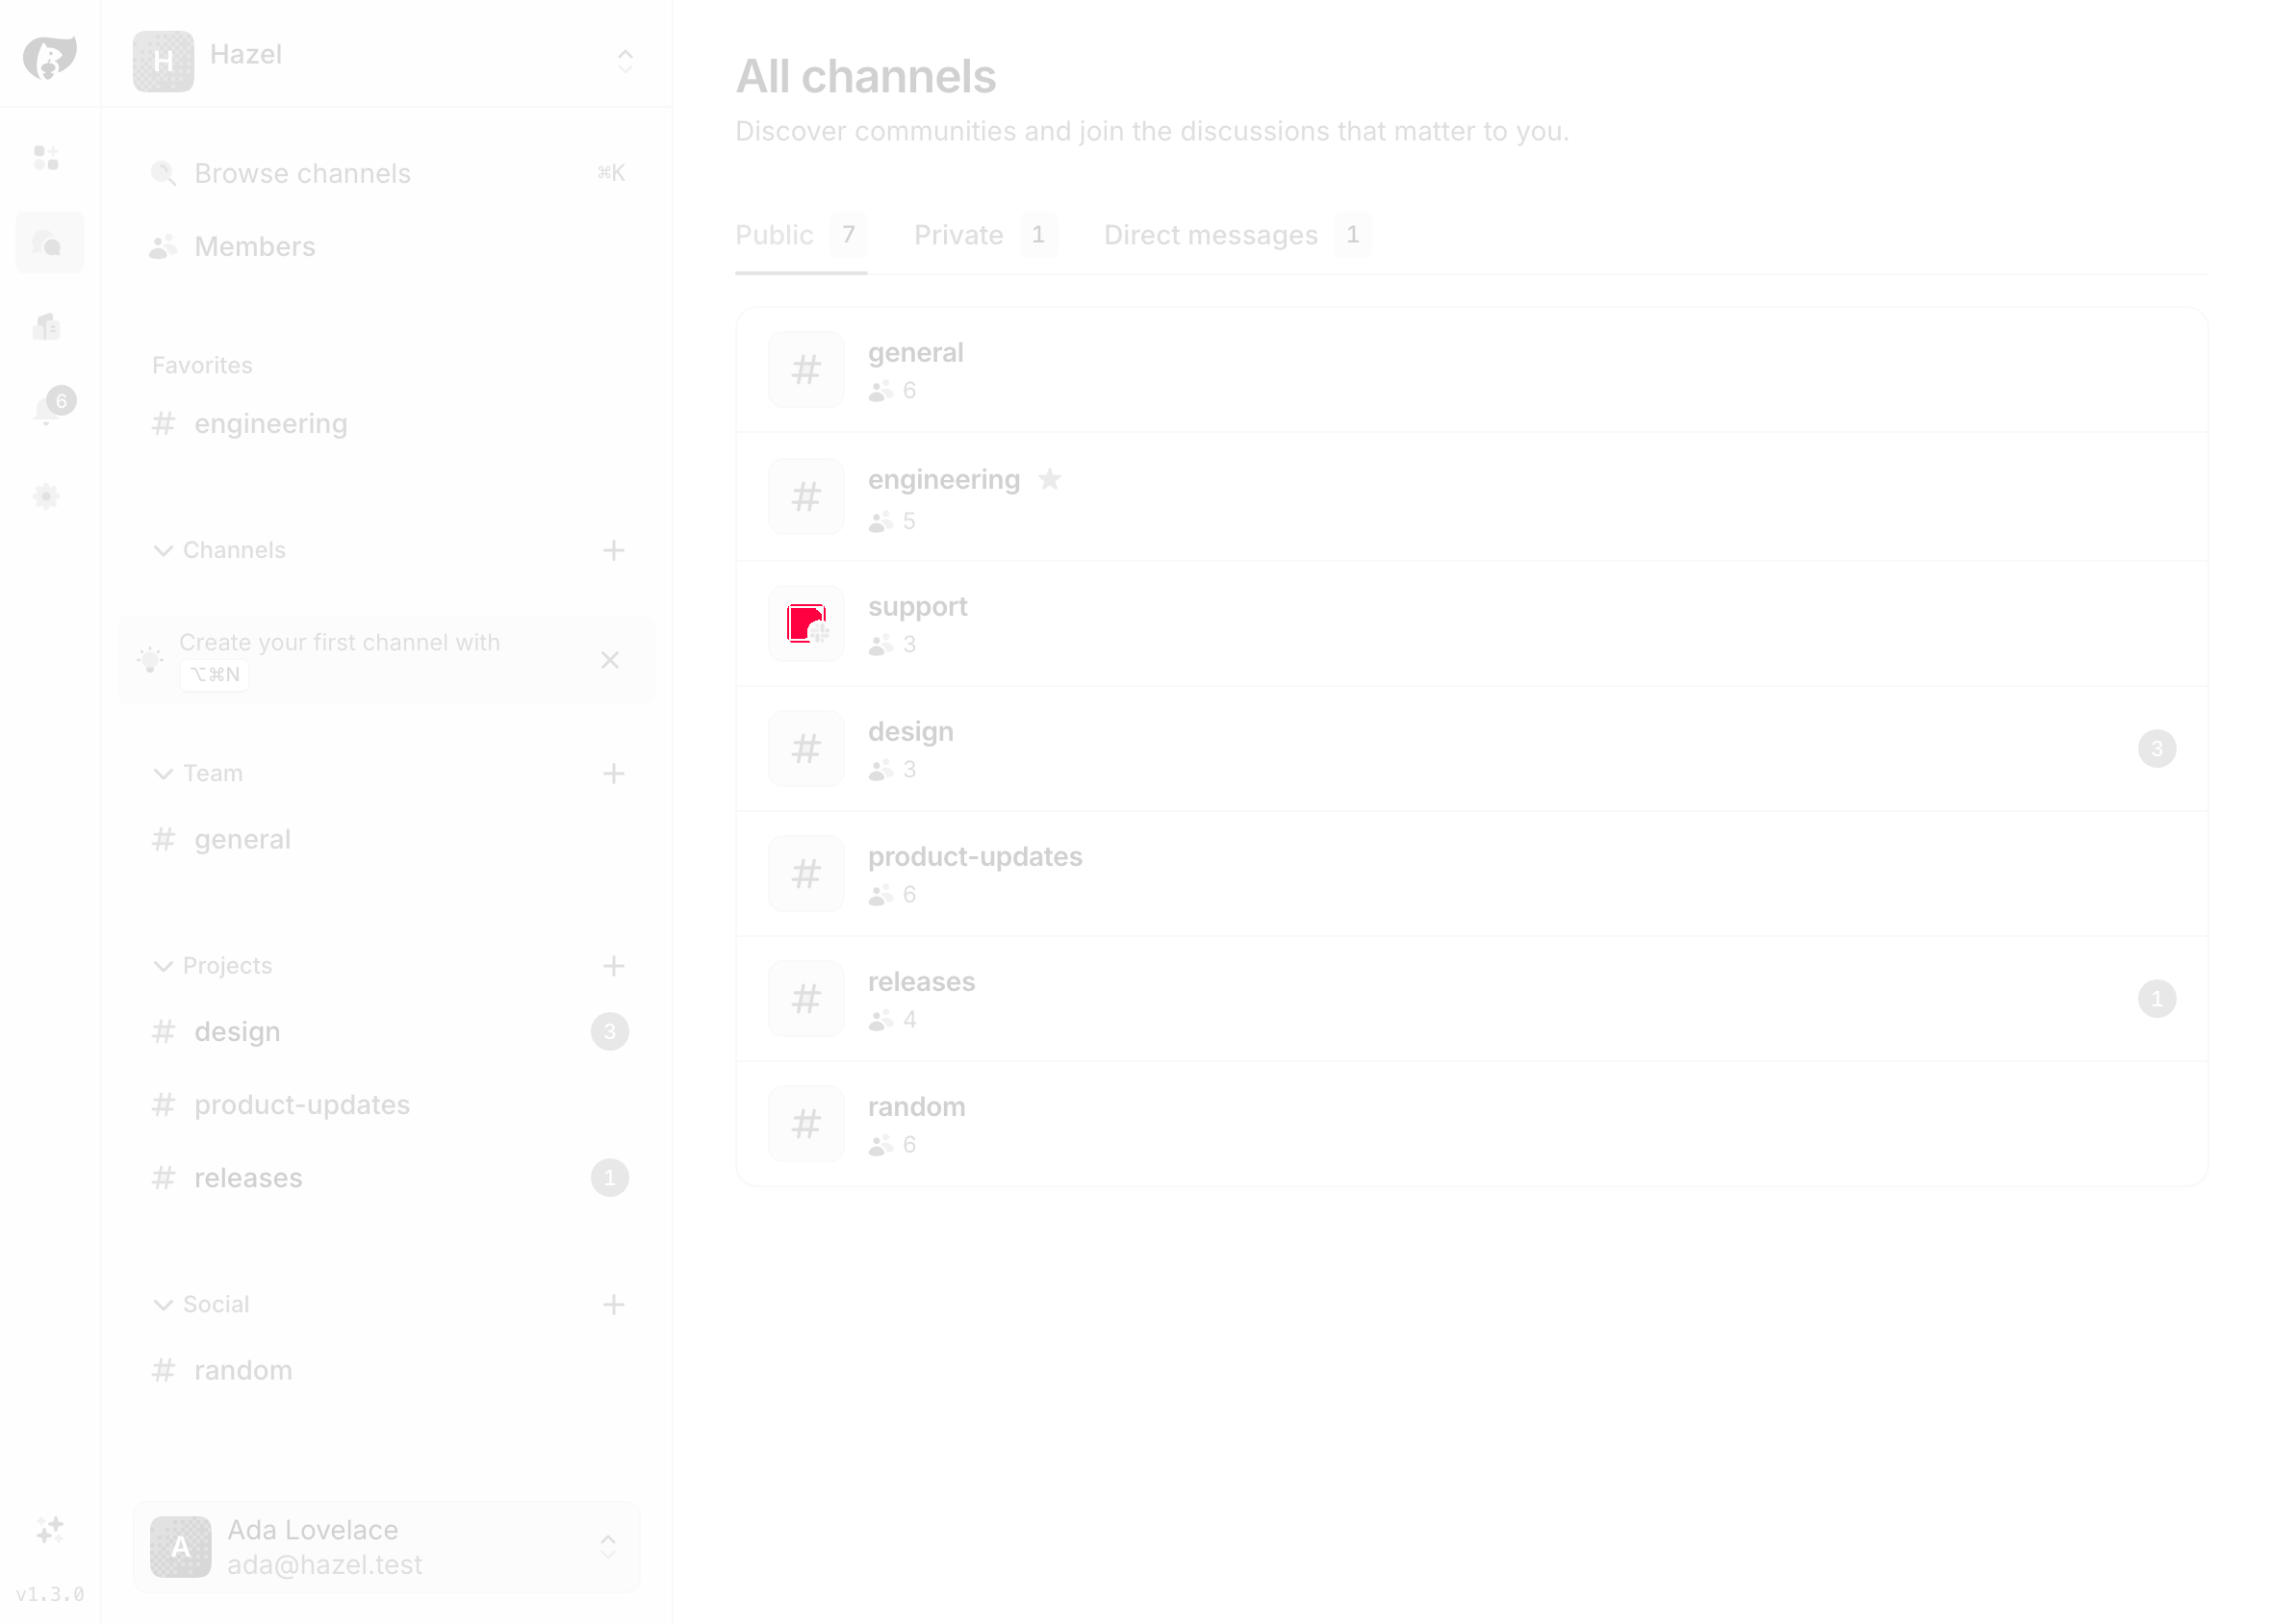 H
Hazel
Browse channels
⌘K
Members
Favorites
engineering
6
Channels
Create your first channel with
⌥⌘N
Team
general
Projects
design
3
product-updates
releases
1
Social
random
A
Ada Lovelace
ada@hazel.test
v1.3.0
All channels
Discover communities and join the discussions that matter to you.
Public 7 Private 1 Direct messages 1
general
6
engineering
5
support
3
design
3
3
product-updates
6
releases
4
1
random
6